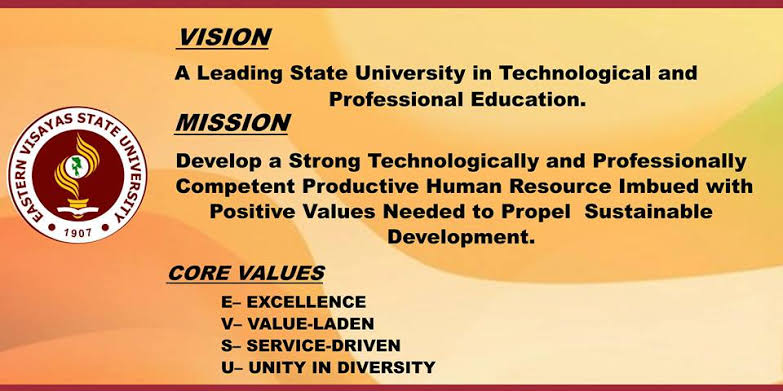 VISION
A Leading State University in Technological and
Professional Education.
MISSION
Develop a Strong Technologically and Professionally
Competent Productive Human Resource Imbued with
Positive Values Needed to Propel  Sustainable
Development.
EASTERN VISAYAS STATE UNIVERSITY
1907
CORE VALUES
E– EXCELLENCE
V– VALUE-LADEN
S– SERVICE-DRIVEN
U– UNITY IN DIVERSITY